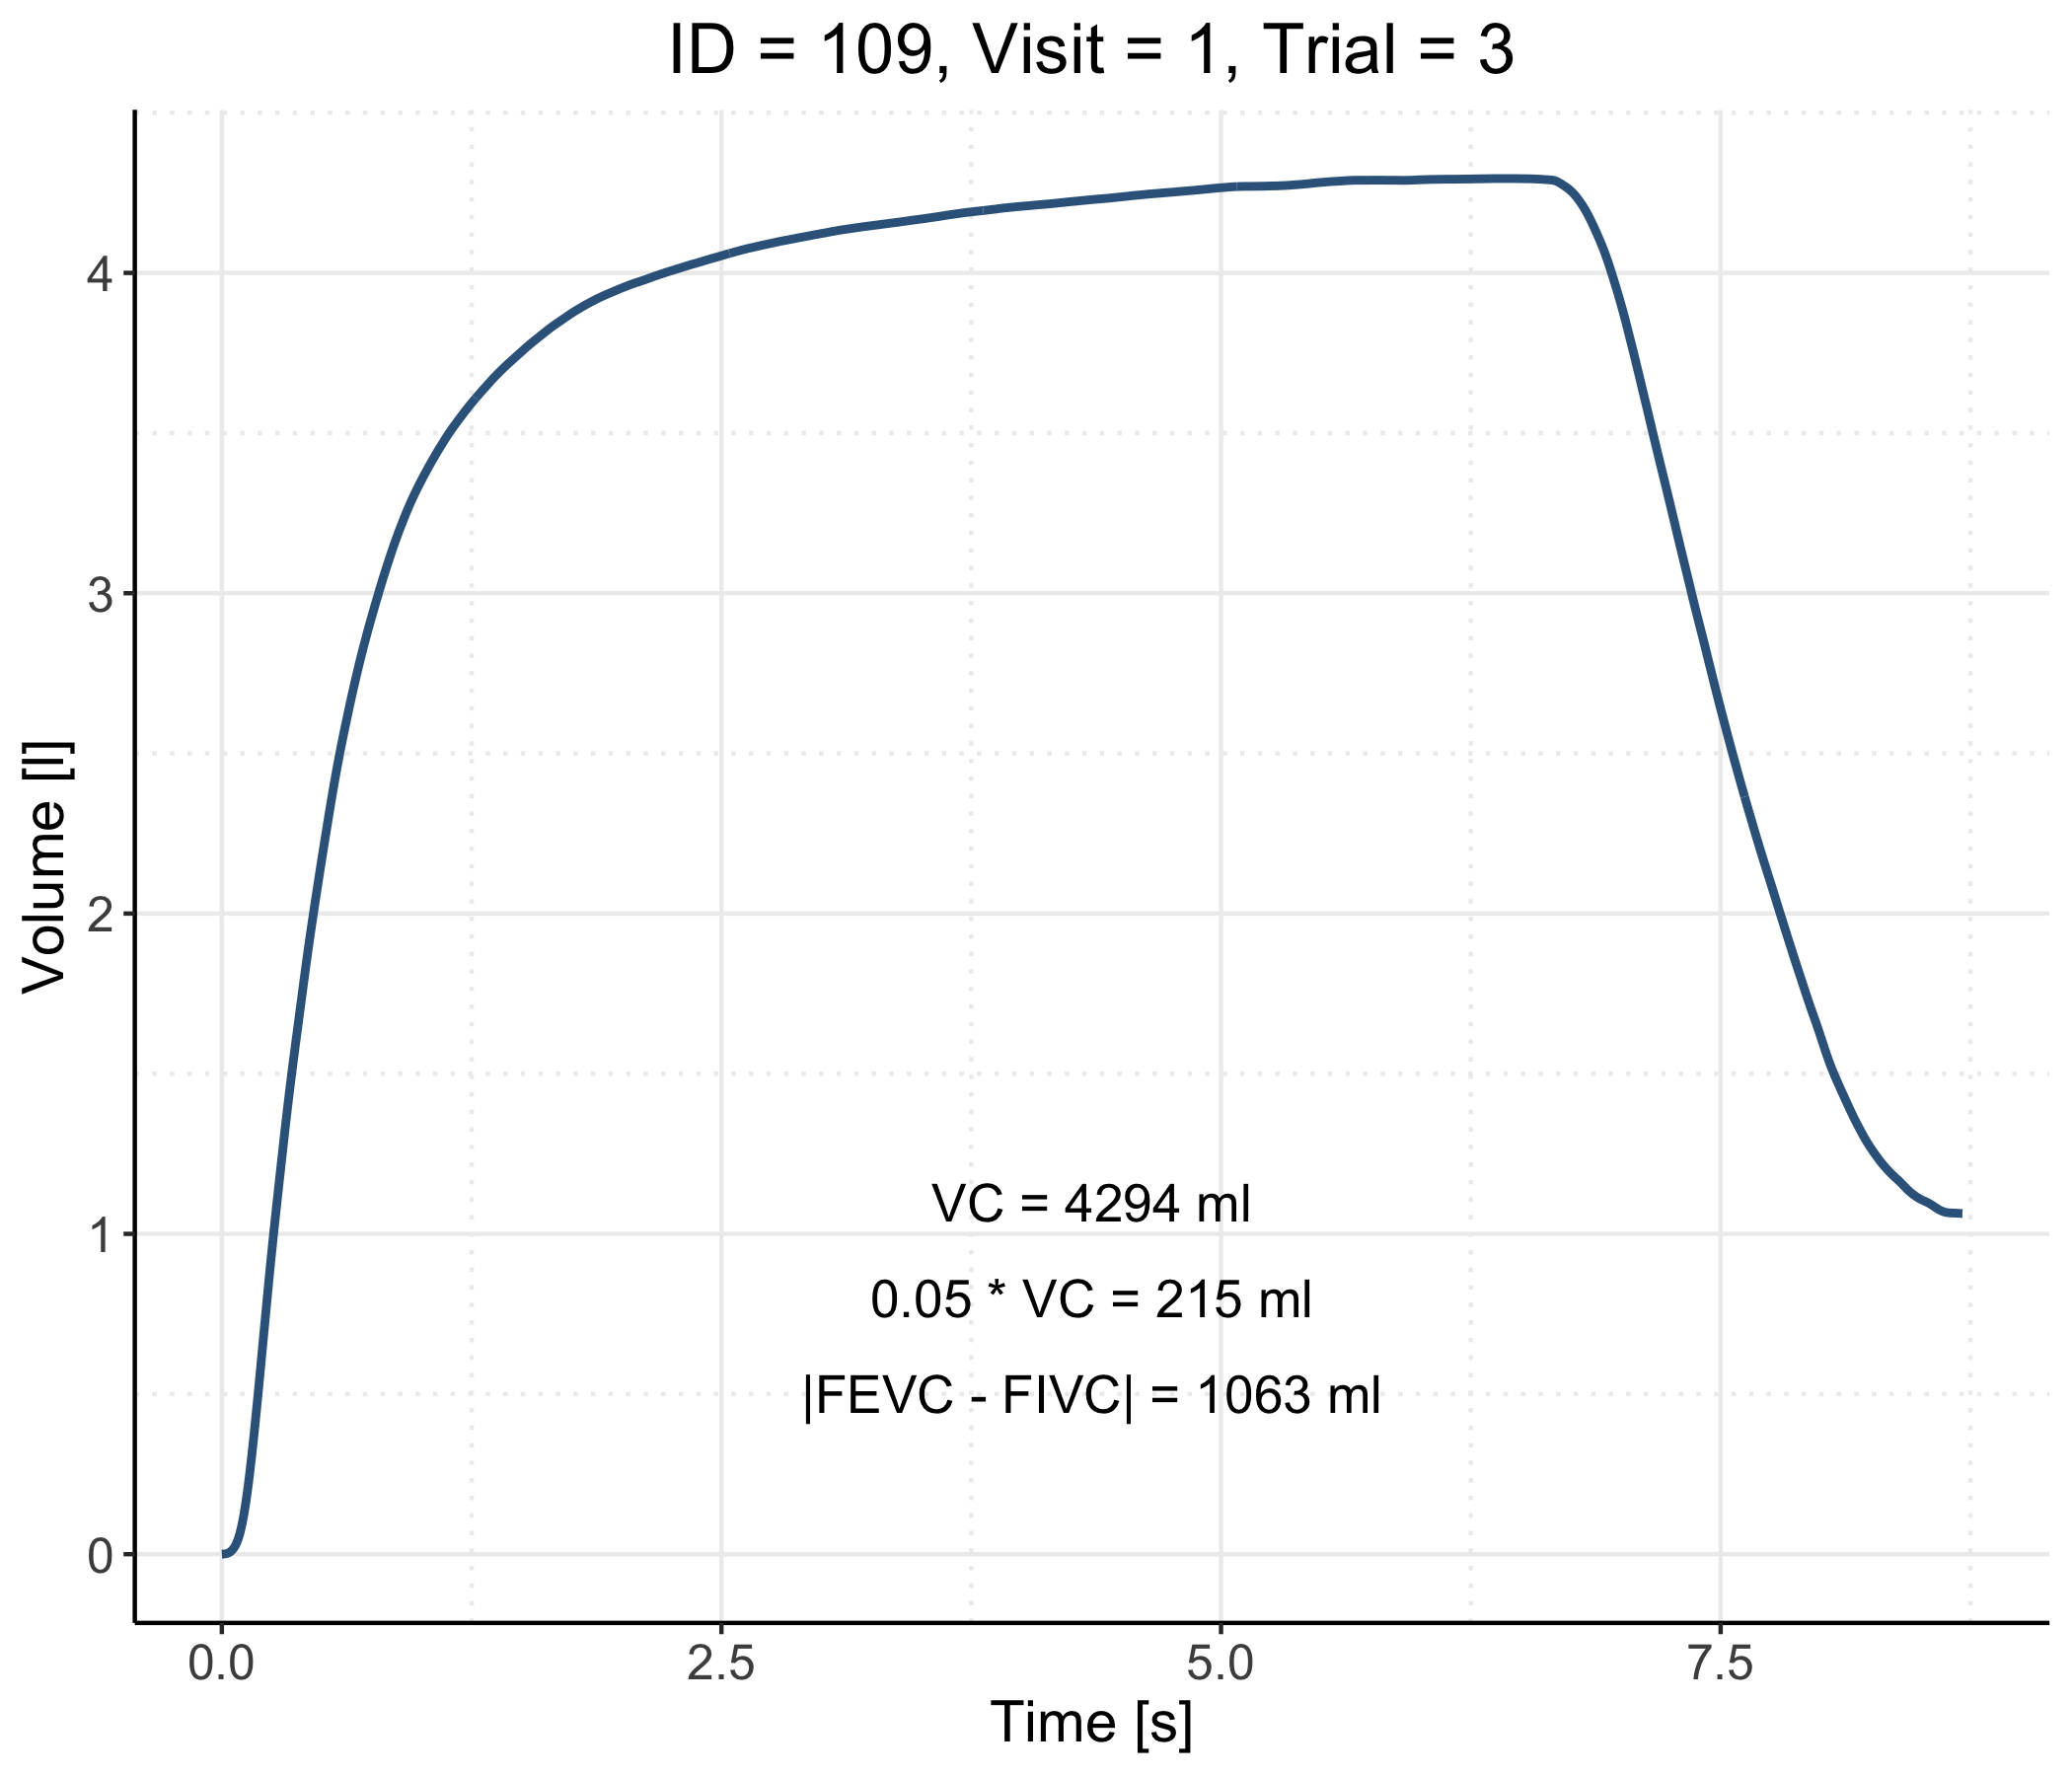 ID = 109, Visit = 1, Trial = 3
Volume [l]
4
3
2
1
0
VC = 4294 ml
0.05 * VC = 215 ml
|FEVC - FIVC| = 1063 ml
0.0 2.5 5.0 7.5
Time [s]